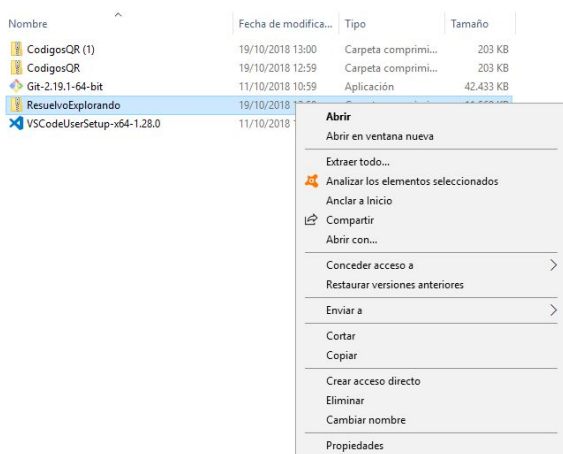 Nombre Fecha de modifica... Tipo Tamaño
CodigosQR (1) 19/10/2018 13:00 Carpeta comprimi... 203 KB
CodigosQR 19/10/2018 12:59 Carpeta comprimi... 203 KB
Git-2.19.1-64-bit 11/10/2018 10:59 Aplicación 42.433 KB
ResuelvoExplorando 19/10/2018
VSCodeUserSetup-x64-1.28.0 11/10/2018
Abrir
Abrir en ventana nueva
Extraer todo...
Analizar los elementos seleccionados
Anclar a Inicio
Compartir
Abrir con...
Conceder acceso a
Restaurar versiones anteriores
Enviar a
Cortar
Copiar
Crear acceso directo
Eliminar
Cambiar nombre
Propiedades